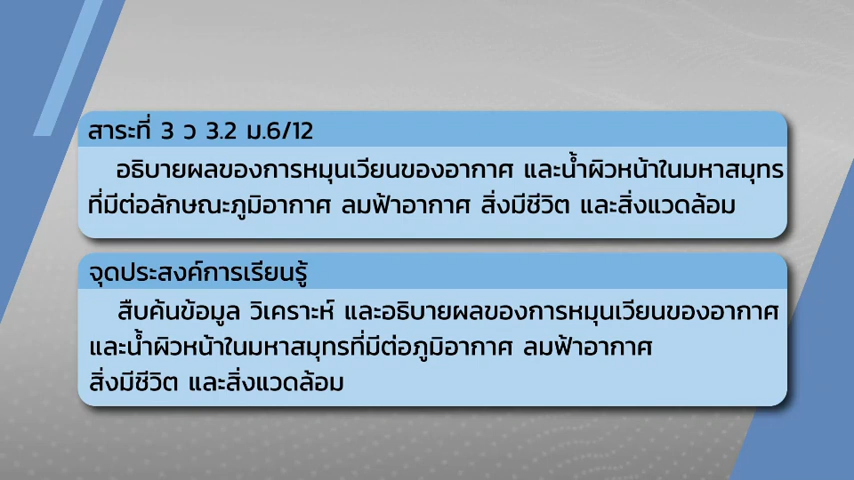 สาระที่ 3 ว 3.2 ม.6/12
อธิบายผลของการหมุนเวียนของอากาศ และน้ำผิวหน้าในมหาสมุทร
ที่มีต่อลักษณะภูมิอากาศ ลมฟ้าอากาศ สิ่งมีชีวิต และสิ่งแวดล้อม
จุดประสงค์การเรียนรู้
สืบค้นข้อมูล วิเคราะห์ และอธิบายผลของการหมุนเวียนของอากาศ
และน้ำผิวหน้าในมหาสมุทรที่มีต่อภูมิอากาศ ลมฟ้าอากาศ
สิ่งมีชีวิต และสิ่งแวดล้อม